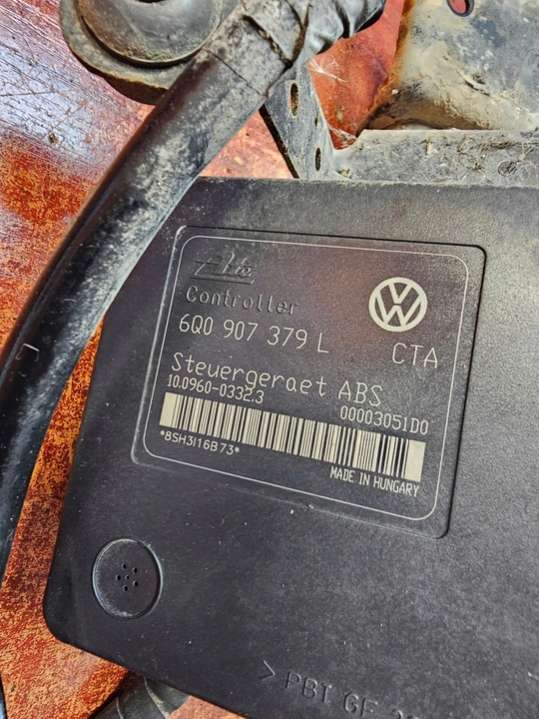 Ate
Controller
VW
6Q0 907 379 L
CTA
Steuergeraet ABS
10.0960-0332.3
00003051D0
*8SH3I16B73*
MADE IN HUNGARY
> PBT GF